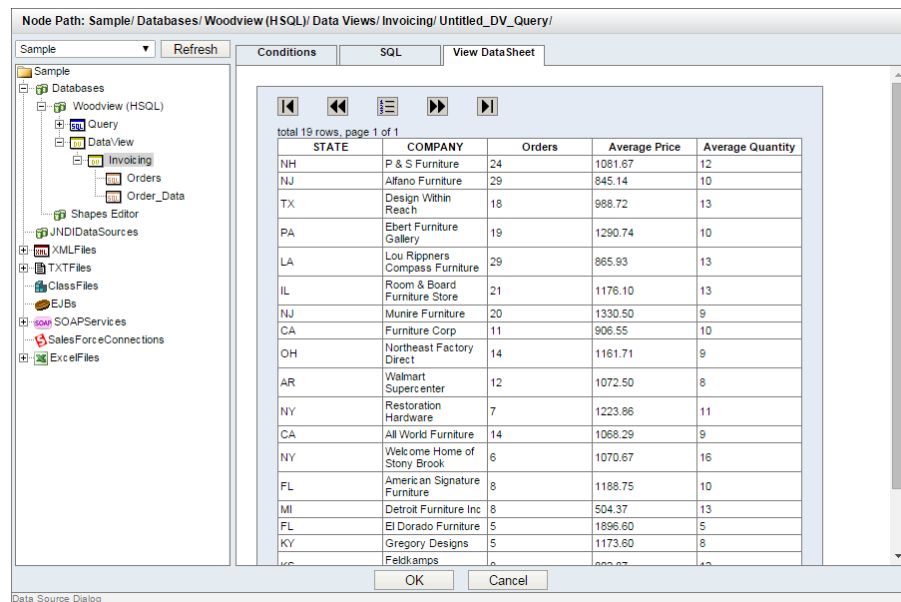 Node Path: Sample/ Databases/ Woodview (HSQL)/ Data Views/ Invoicing/ Untitled_DV_Query/
Sample
Refresh
Sample
Databases
Woodview (HSQL)
Query
DataView
Invoicing
Orders
Order_Data
Shapes Editor
JNDIDataSources
XMLFiles
TXTFiles
ClassFiles
EJBs
SOAPServices
SalesForceConnections
ExcelFiles
Conditions SQL View DataSheet
total 19 rows, page 1 of 1
STATE COMPANY Orders Average Price Average Quantity
NH P & S Furniture 24 1081.67 12
NJ Alfano Furniture 29 845.14 10
TX Design Within Reach 18 988.72 13
PA Ebert Furniture Gallery 19 1290.74 10
LA Lou Rippners Compass Furniture 29 865.93 13
IL Room & Board Furniture Store 21 1176.10 13
NJ Munire Furniture 20 1330.50 9
CA Furniture Corp 11 906.55 10
OH Northeast Factory Direct 14 1161.71 9
AR Walmart Supercenter 12 1072.50 8
NY Restoration Hardware 7 1223.86 11
CA All World Furniture 14 1068.29 9
NY Welcome Home of Stony Brook 6 1070.67 16
FL American Signature Furniture 8 1188.75 10
MI Detroit Furniture Inc 8 504.37 13
FL El Dorado Furniture 5 1896.60 5
KY Gregory Designs 5 1173.60 8
Feldkamps
OK Cancel
Data Source Dialog